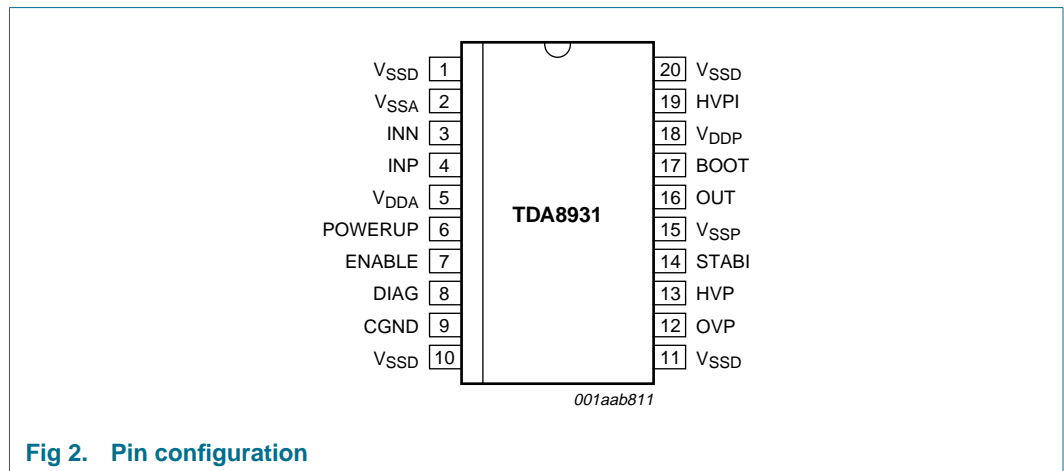 VSSD 1 20 VSSD
VSSA 2 19 HVPI
INN 3 18 VDDP
INP 4 17 BOOT
VDDA 5 16 OUT
TDA8931
POWERUP 6 15 VSSP
ENABLE 7 14 STABI
DIAG 8 13 HVP
CGND 9 12 OVP
VSSD 10 11 VSSD
001aab811
Fig 2. Pin configuration